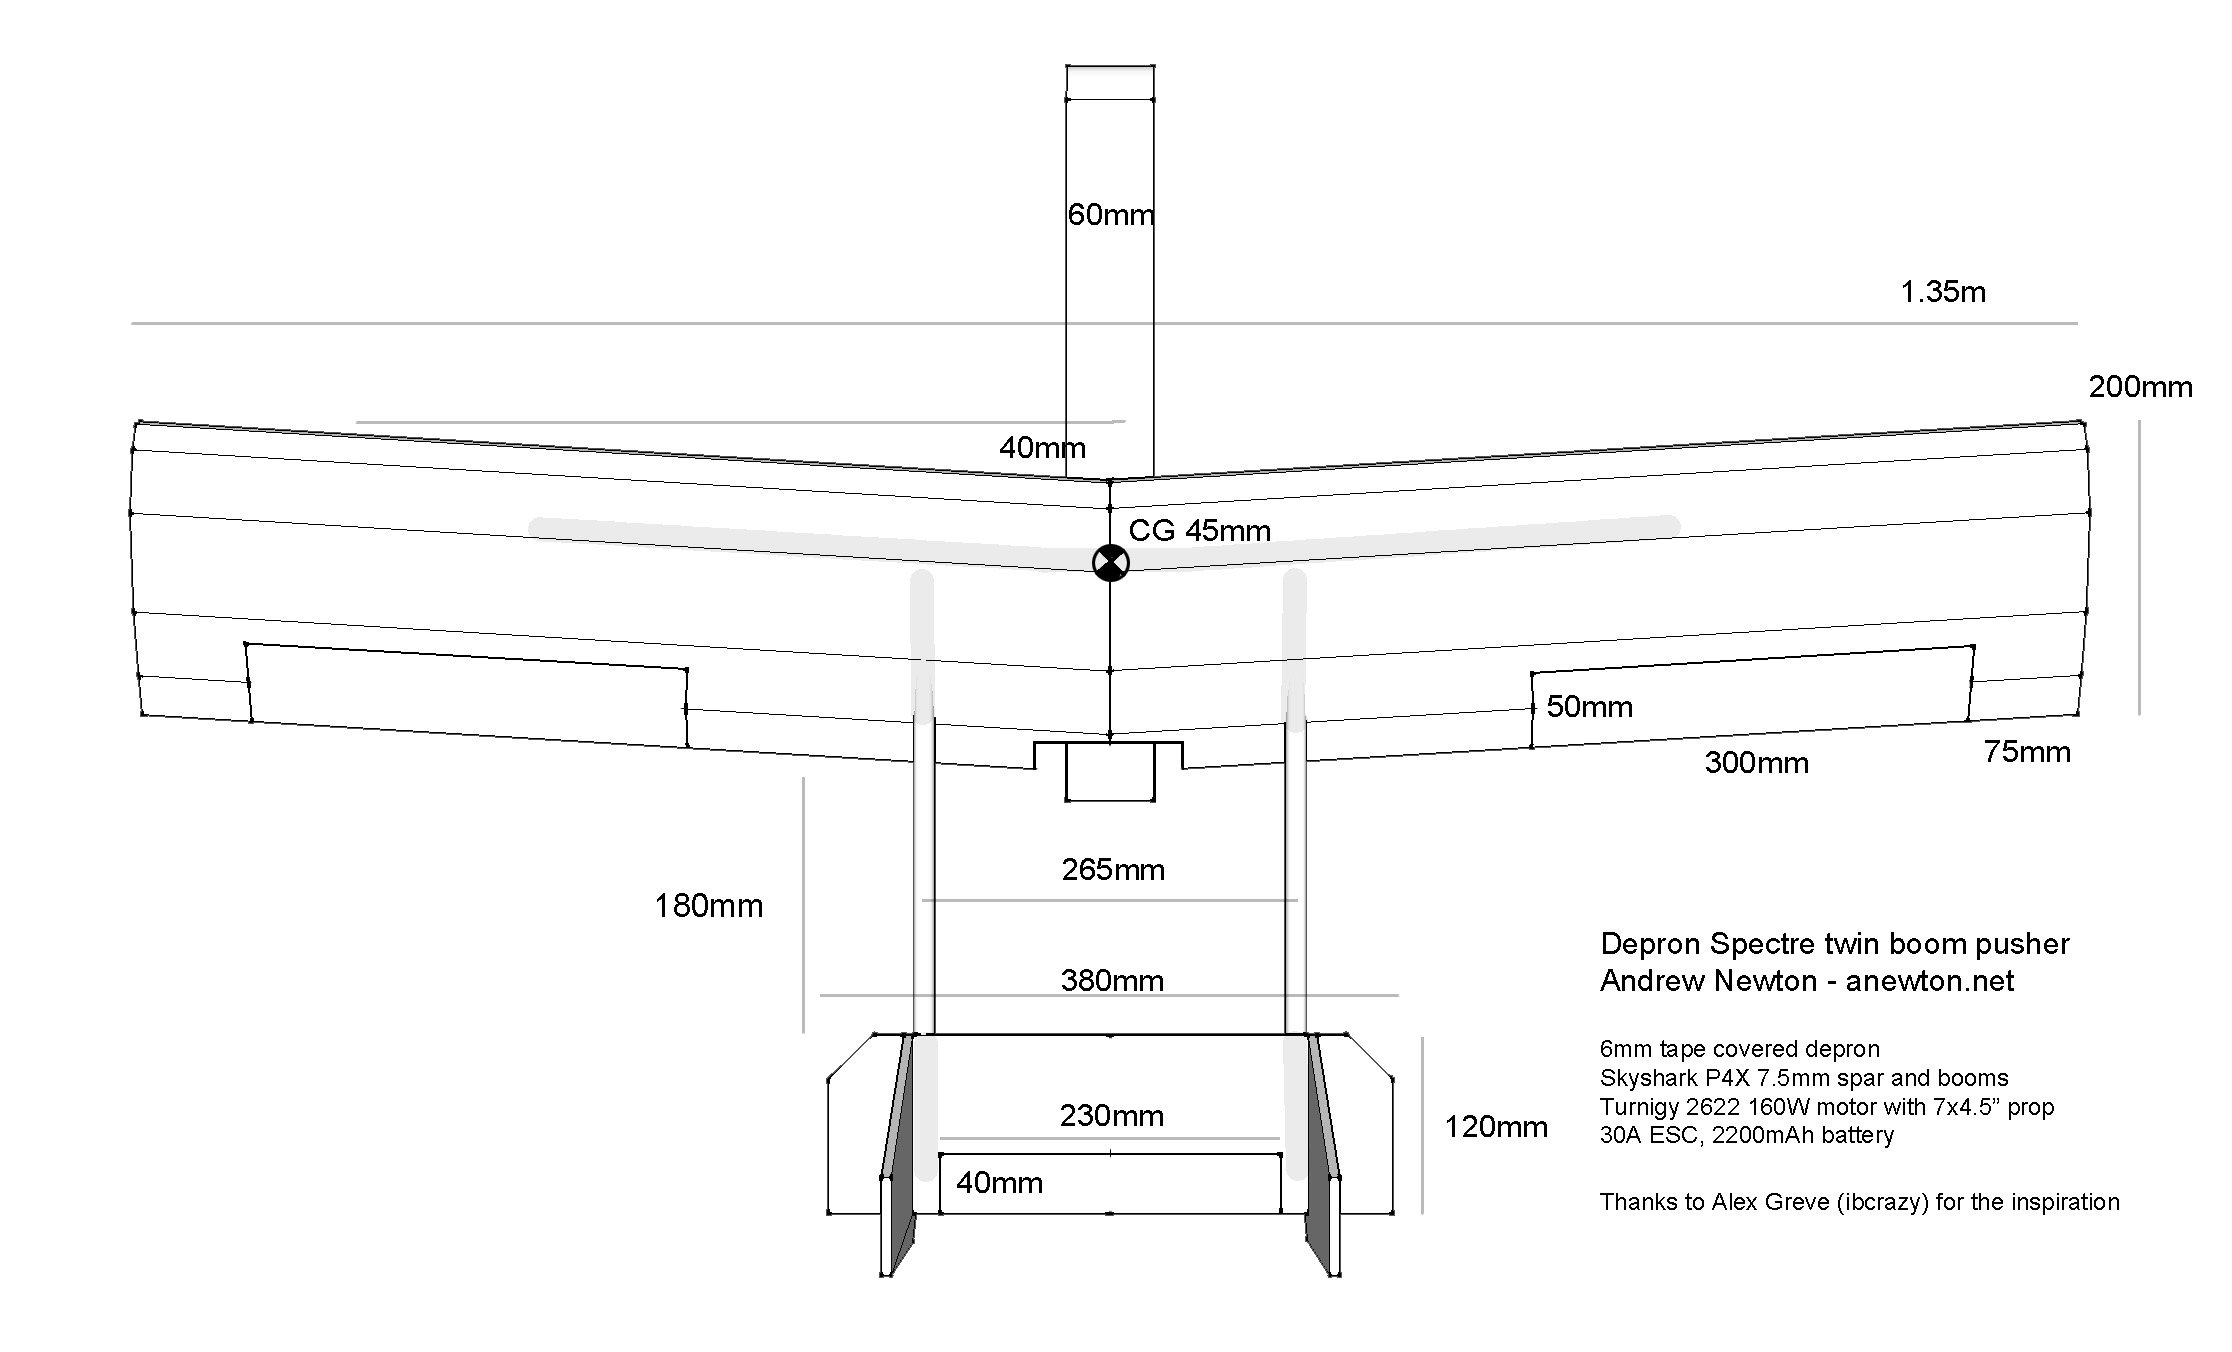 60mm
1.35m
200mm
40mm
CG 45mm
50mm
75mm
300mm
265mm
180mm
380mm
230mm
120mm
40mm
Depron Spectre twin boom pusher
Andrew Newton - anewton.net
6mm tape covered depron
Skyshark P4X 7.5mm spar and booms
Turnigy 2622 160W motor with 7x4.5” prop
30A ESC, 2200mAh battery
Thanks to Alex Greve (ibcrazy) for the inspiration